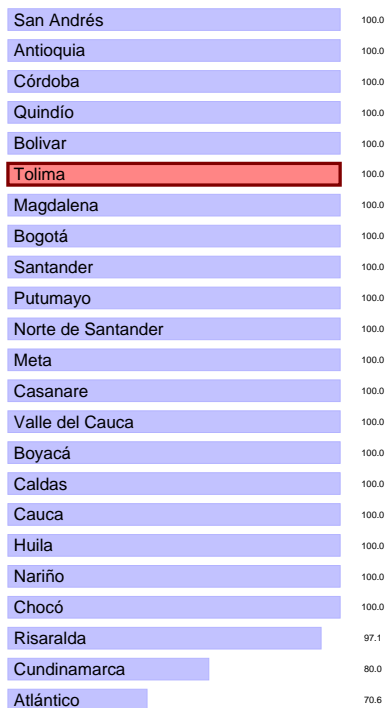 San Andrés 100.0
Antioquia 100.0
Córdoba 100.0
Quindío 100.0
Bolivar 100.0
Tolima 100.0
Magdalena 100.0
Bogotá 100.0
Santander 100.0
Putumayo 100.0
Norte de Santander 100.0
Meta 100.0
Casanare 100.0
Valle del Cauca 100.0
Boyacá 100.0
Caldas 100.0
Cauca 100.0
Huila 100.0
Nariño 100.0
Chocó 100.0
Risaralda 97.1
Cundinamarca 80.0
Atlántico 70.6